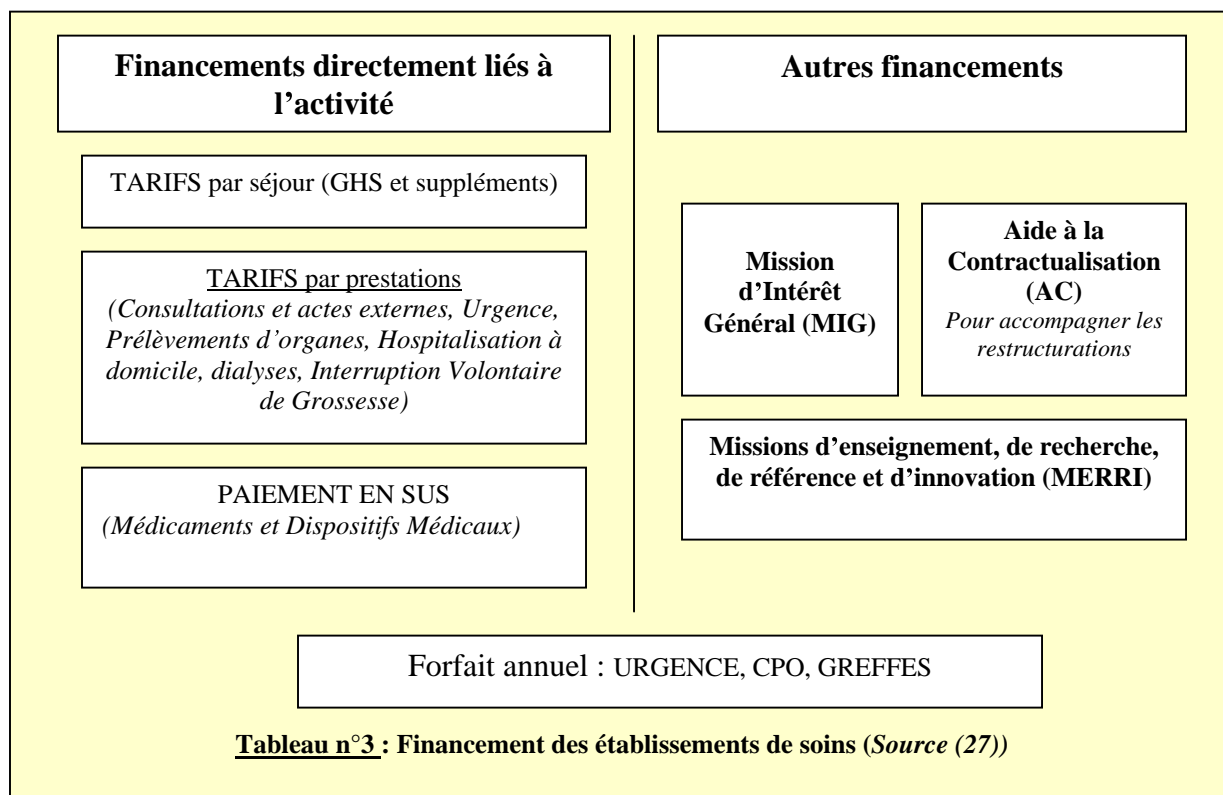 Financements directement liés à
l’activité
TARIFS par séjour (GHS et suppléments)
TARIFS par prestations
(Consultations et actes externes, Urgence,
Prélèvements d’organes, Hospitalisation à
domicile, dialyses, Interruption Volontaire
de Grossesse)
PAIEMENT EN SUS
(Médicaments et Dispositifs Médicaux)
Autres financements
Mission
d’Intérêt
Général (MIG)
Aide à la
Contractualisation
(AC)
Pour accompagner les
restructurations
Missions d’enseignement, de recherche,
de référence et d’innovation (MERRI)
Forfait annuel : URGENCE, CPO, GREFFES
Tableau n°3 : Financement des établissements de soins (Source (27))